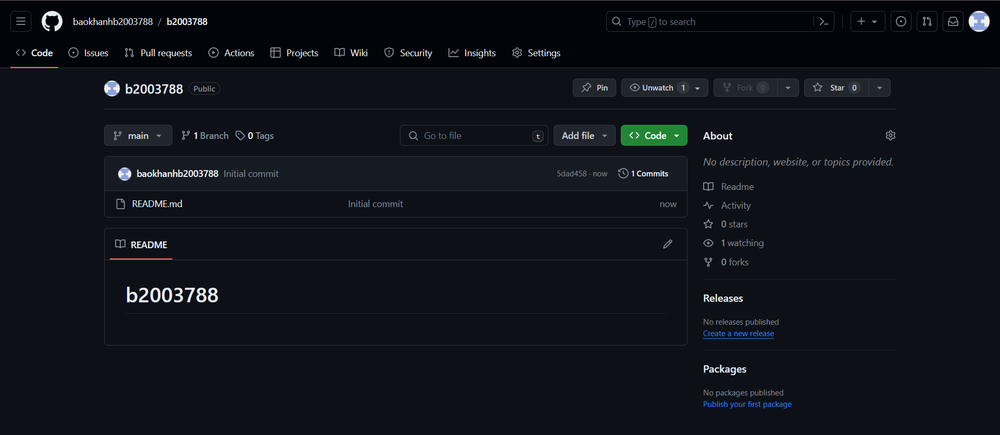 baokhanhb2003788 / b2003788
Type / to search
Code Issues Pull requests Actions Projects Wiki Security Insights Settings
b2003788 Public
Pin Unwatch 1 Fork 0 Star 0
main 1 Branch 0 Tags
Go to file t Add file Code
baokhanhb2003788 Initial commit 5dad458 · now 1 Commits
README.md Initial commit now
README
b2003788
About
No description, website, or topics provided.
Readme
Activity
0 stars
1 watching
0 forks
Releases
No releases published
Create a new release
Packages
No packages published
Publish your first package